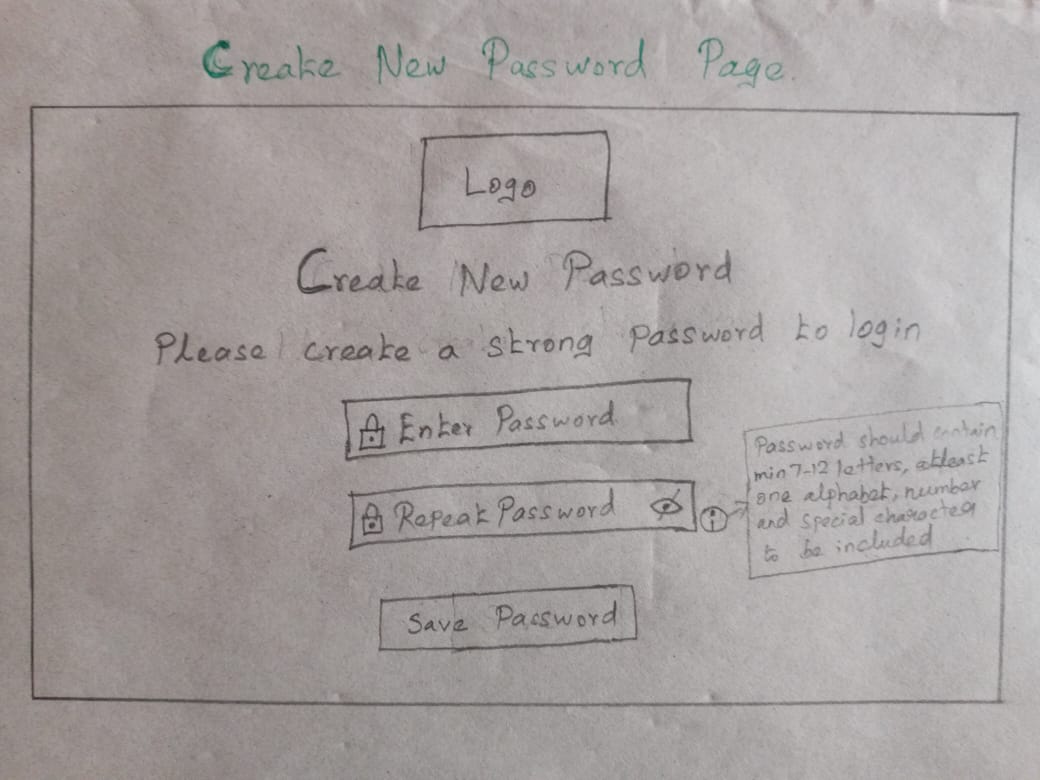 Create New Password Page.
Logo
Create New Password
Please create a strong password to login
Enter Password
Repeat Password
Password should contain
min 7-12 letters, atleast
one alphabet, number
and special character
to be included
Save Password